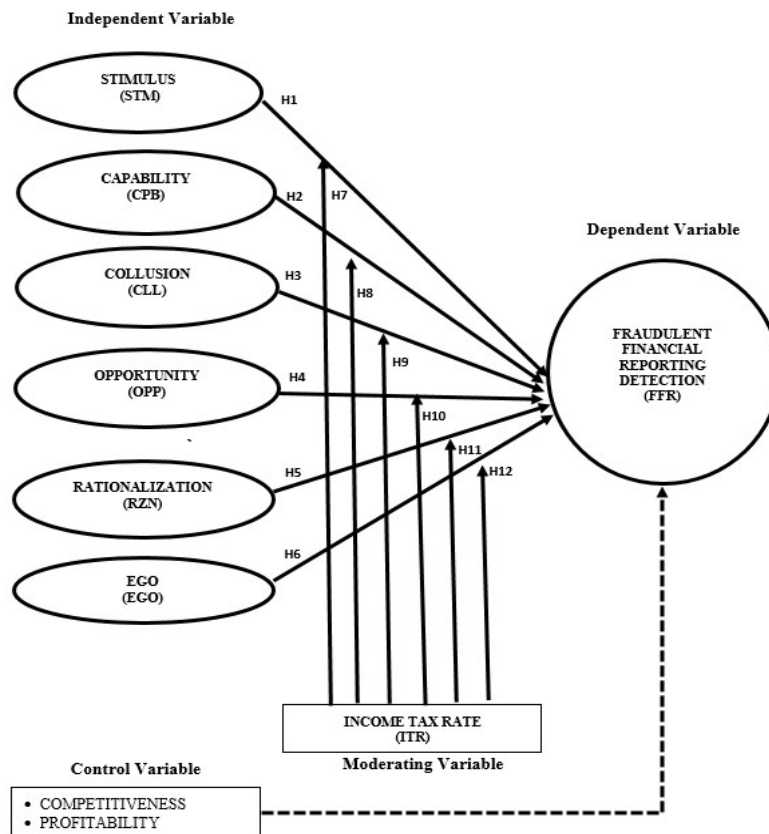 Independent Variable
STIMULUS
(STM)
H1
CAPABILITY
(CPB)
H2
H7
COLLUSION
(CLL)
H3
H8
OPPORTUNITY
(OPP)
H4
H9
H10
RATIONALIZATION
(RZN)
H5
H11
H12
EGO
(EGO)
H6
Dependent Variable
FRAUDULENT
FINANCIAL
REPORTING
DETECTION
(FFR)
INCOME TAX RATE
(ITR)
Moderating Variable
Control Variable
• COMPETITIVENESS
• PROFITABILITY